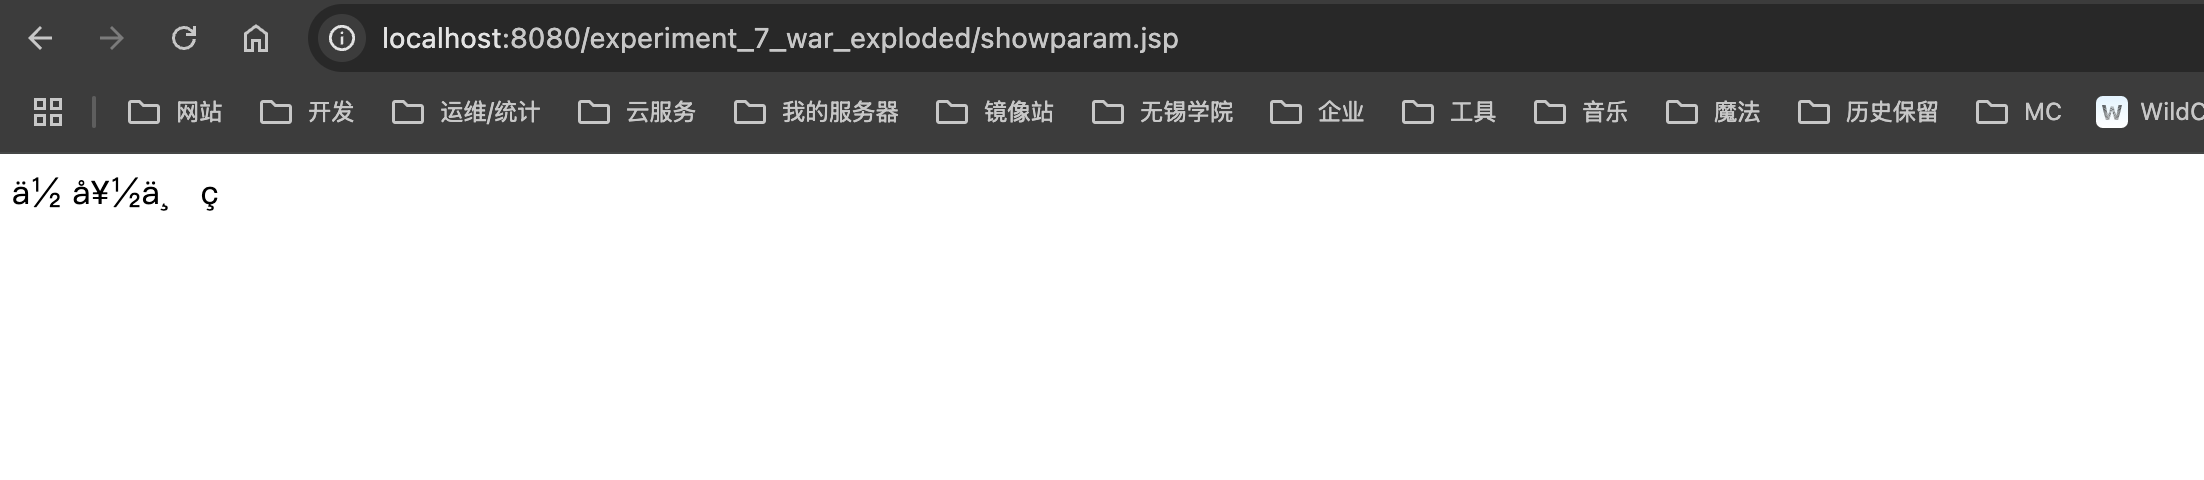 localhost:8080/experiment_7_war_exploded/showparam.jsp
网站 开发 运维/统计 云服务 我的服务器 镜像站 无锡学院 企业 工具 音乐 魔法 历史保留 MC W WildC
ä½ å¥½ä¸ ç